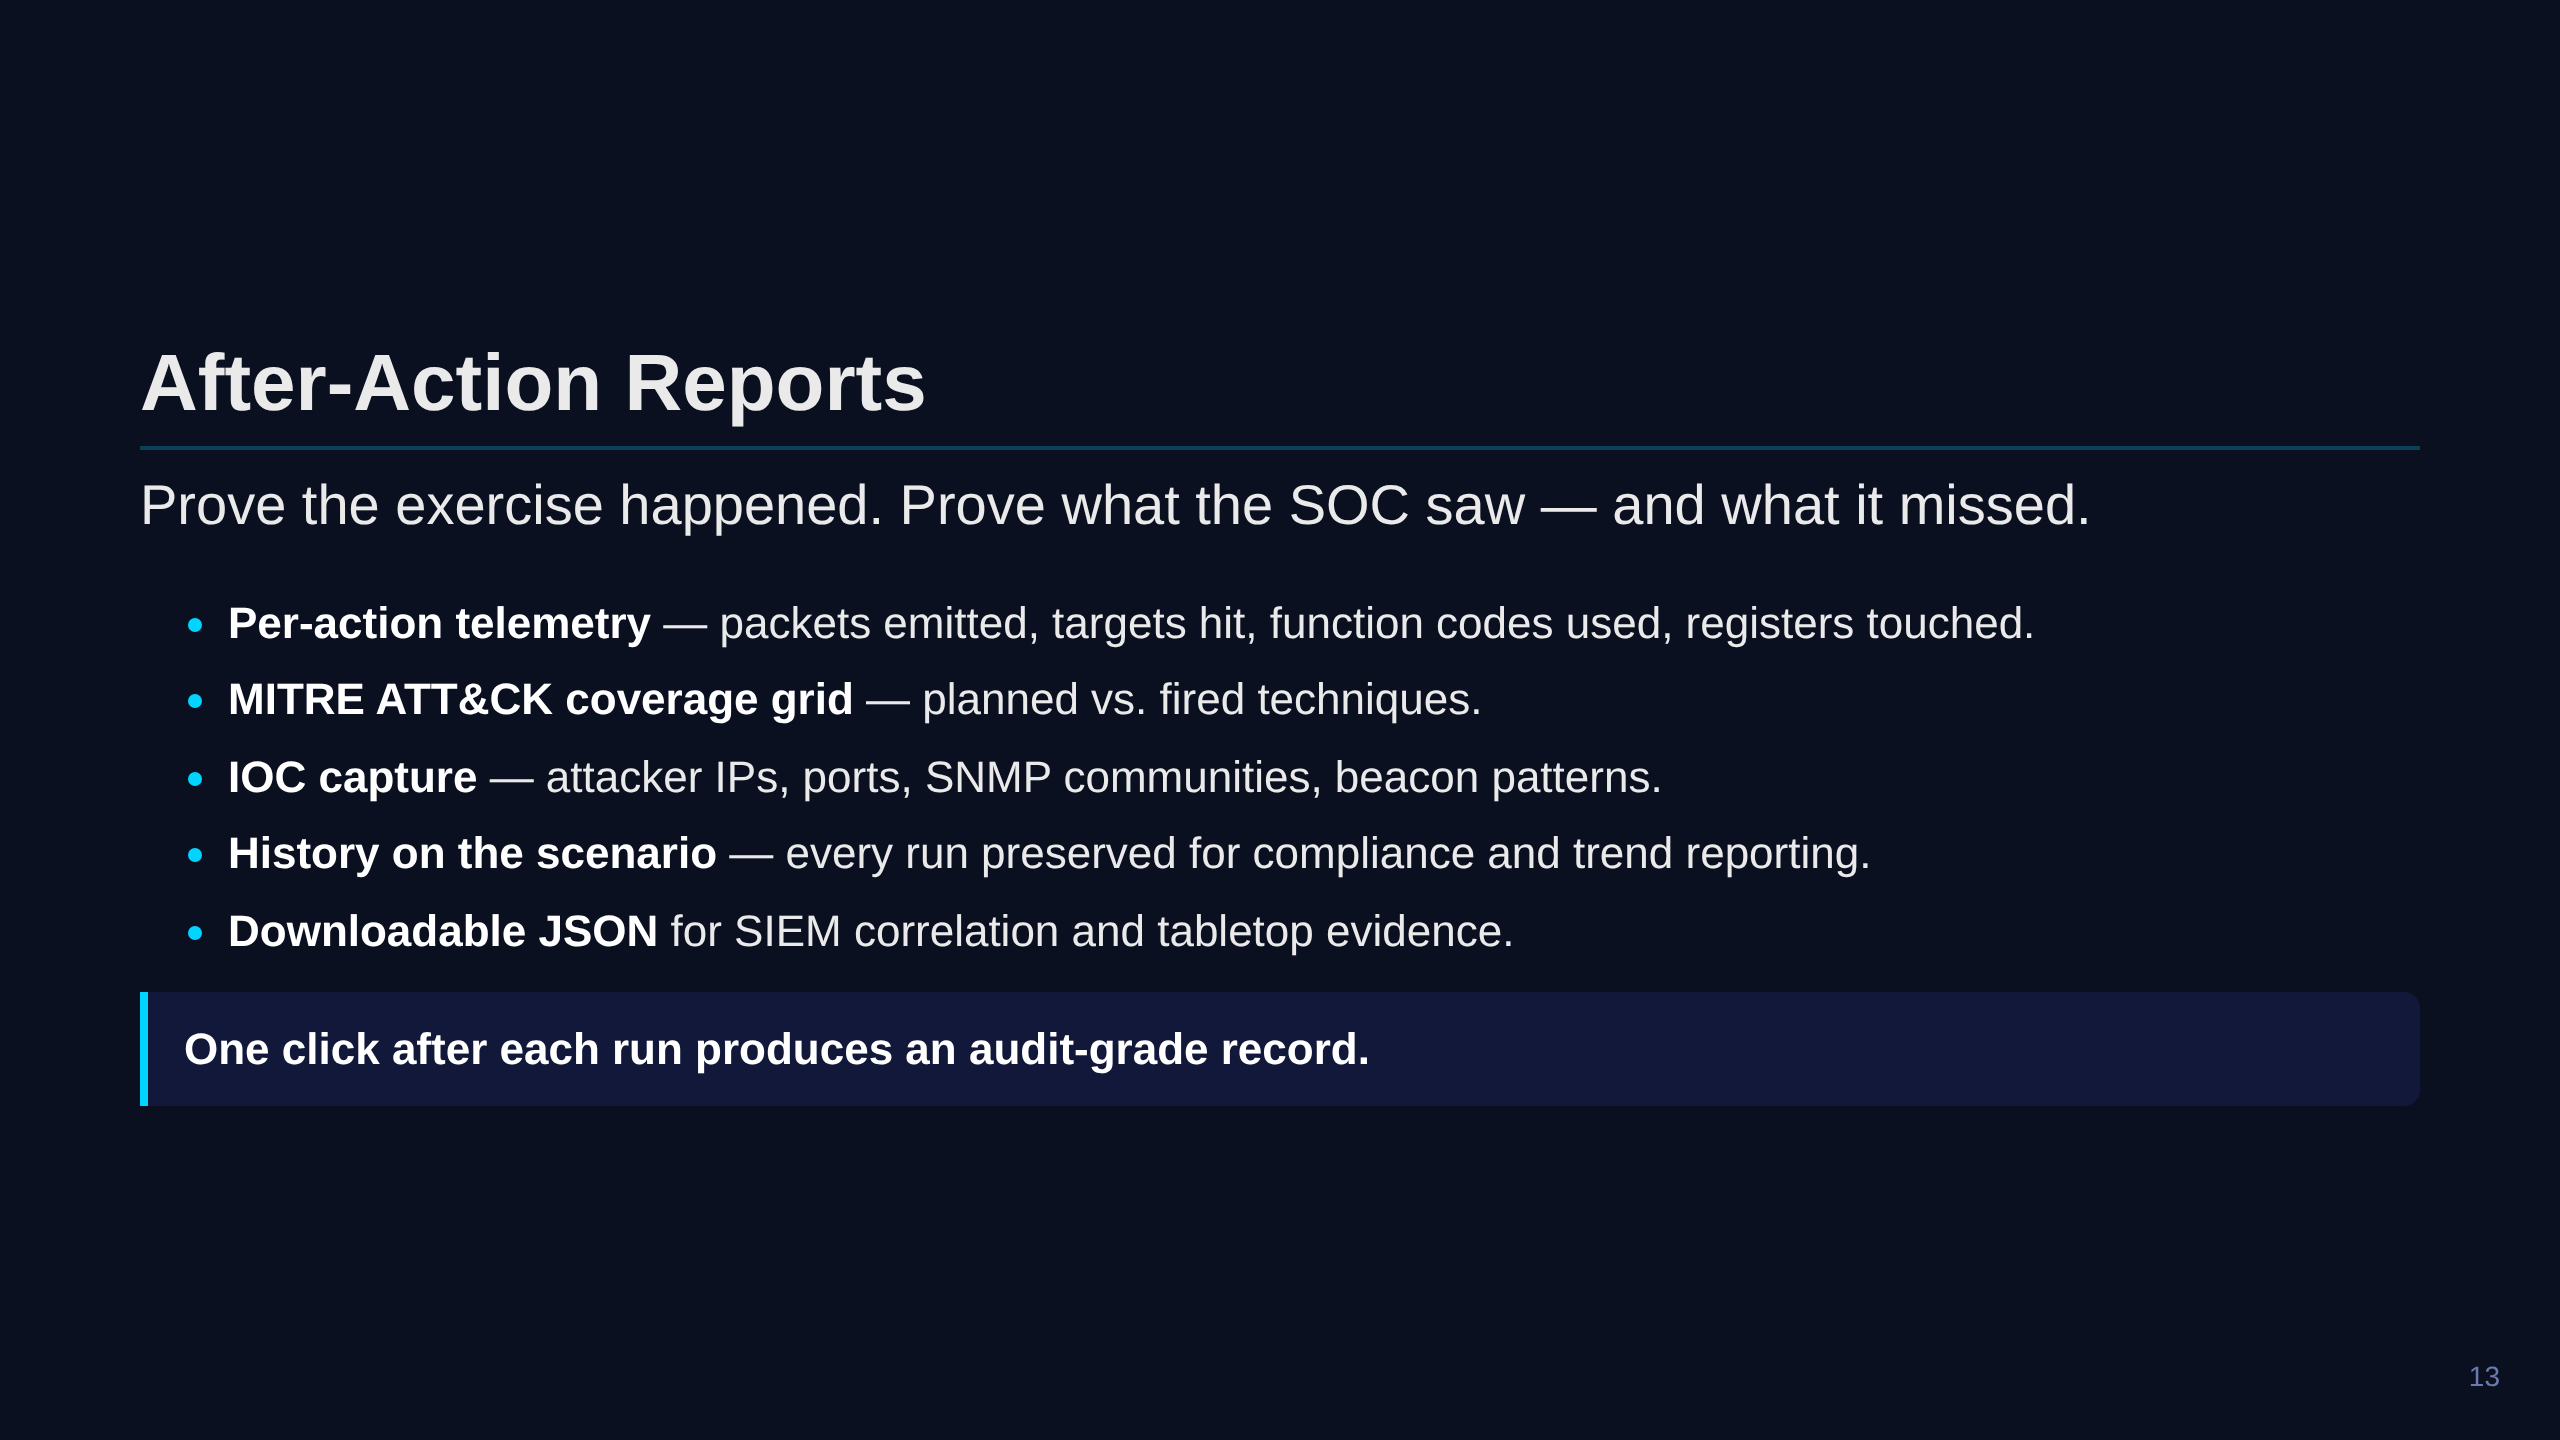 After-Action Reports
Prove the exercise happened. Prove what the SOC saw — and what it missed.
• Per-action telemetry — packets emitted, targets hit, function codes used, registers touched.
• MITRE ATT&CK coverage grid — planned vs. fired techniques.
• IOC capture — attacker IPs, ports, SNMP communities, beacon patterns.
• History on the scenario — every run preserved for compliance and trend reporting.
• Downloadable JSON for SIEM correlation and tabletop evidence.
One click after each run produces an audit-grade record.
13